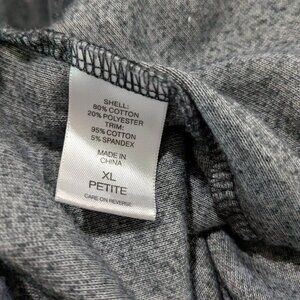 SHELL:
80% COTTON
20% POLYESTER
TRIM:
95% COTTON
5% SPANDEX
MADE IN
CHINA
XL
PETITE
CARE ON REVERSE